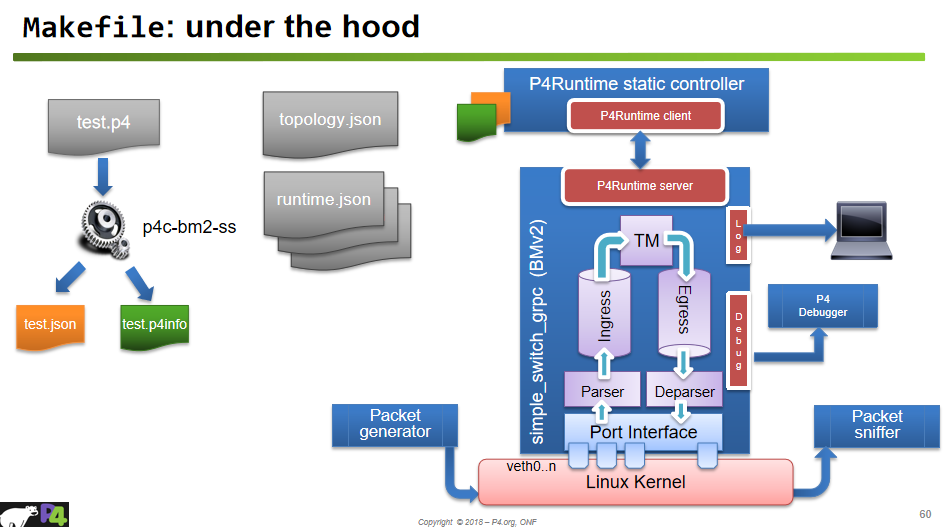 Makefile: under the hood
test.p4
topology.json
runtime.json
p4c-bm2-ss
test.json
test.p4info
P4Runtime static controller
P4Runtime client
P4Runtime server
simple_switch_grpc (BMv2)
TM
Ingress
Egress
Parser
Deparser
Port Interface
Log
Debug
P4
Debugger
Packet
generator
Packet
sniffer
veth0..n
Linux Kernel
P4
Copyright © 2018 – P4.org, ONF
60